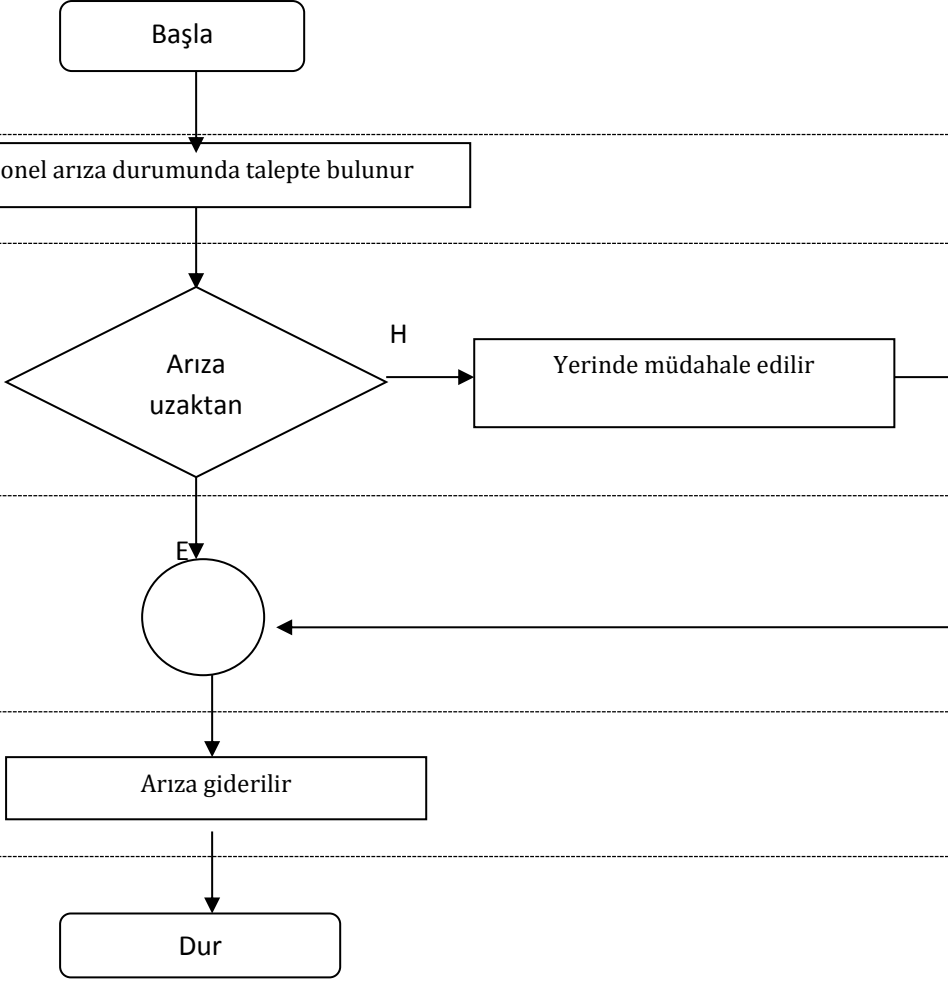 Başla
onel arıza durumunda talepte bulunur
H
Yerinde müdahale edilir
Arıza
uzaktan
E
Arıza giderilir
Dur